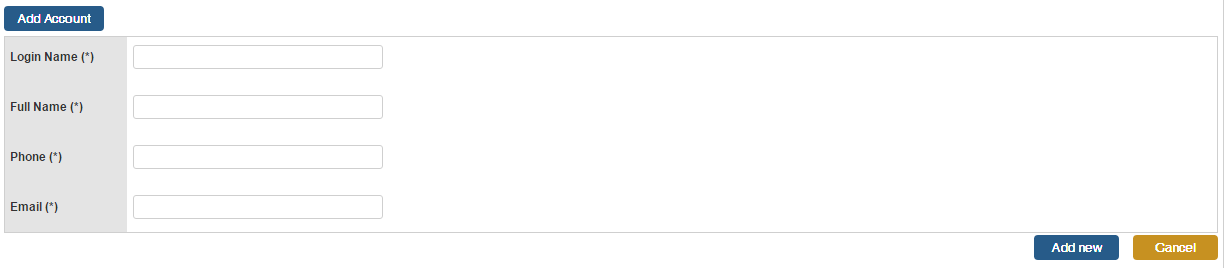 Add Account
Login Name (*)
Full Name (*)
Phone (*)
Email (*)
Add new Cancel